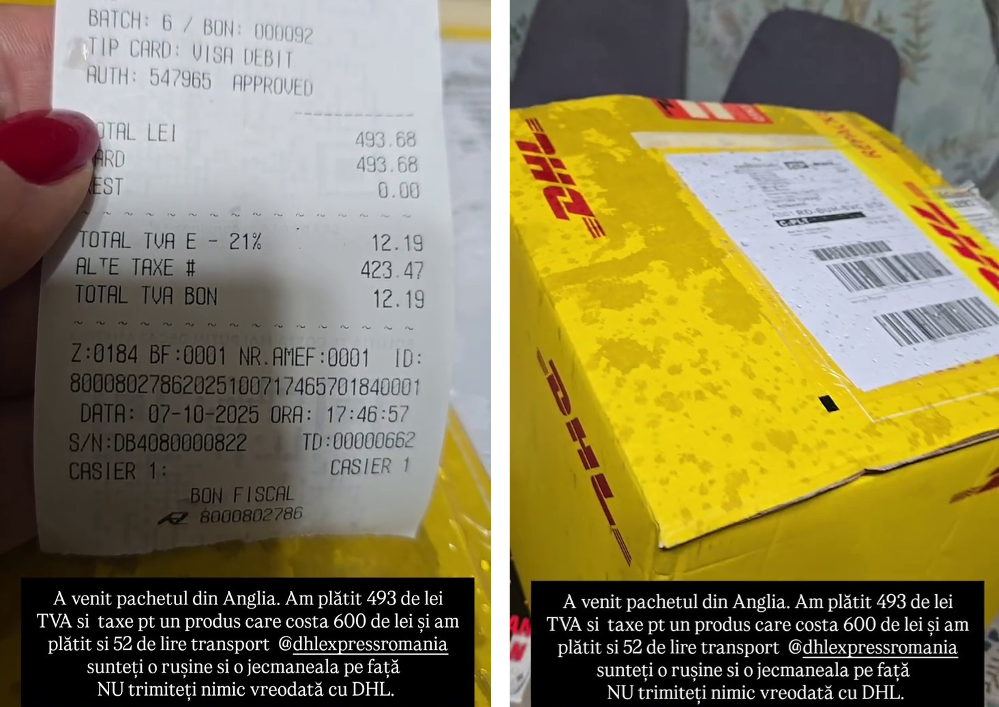 BATCH: 6 / BON: 000092
TIP CARD: VISA DEBIT
AUTH: 547965 APPROVED
OTAL LEI 493.68
ARD 493.68
EST 0.00
TOTAL TVA E - 21% 12.19
ALTE TAXE # 423.47
TOTAL TVA BON 12.19
Z:0184 BF:0001 NR.AMEF:0001 ID:
80008027862025100717465701840001
DATA: 07-10-2025 ORA: 17:46:57
S/N:DB4080000822 TD:00000662
CASIER 1: CASIER 1
BON FISCAL
8000802786
A venit pachetul din Anglia. Am plătit 493 de lei
TVA si taxe pt un produs care costa 600 de lei și am
plătit si 52 de lire transport @dhlexpressromania
sunteți o rușine si o jecmaneala pe față
NU trimiteți nimic vreodată cu DHL.
DHL
DHL
A venit pachetul din Anglia. Am plătit 493 de lei
TVA si taxe pt un produs care costa 600 de lei și am
plătit si 52 de lire transport @dhlexpressromania
sunteți o rușine si o jecmaneala pe față
NU trimiteți nimic vreodată cu DHL.